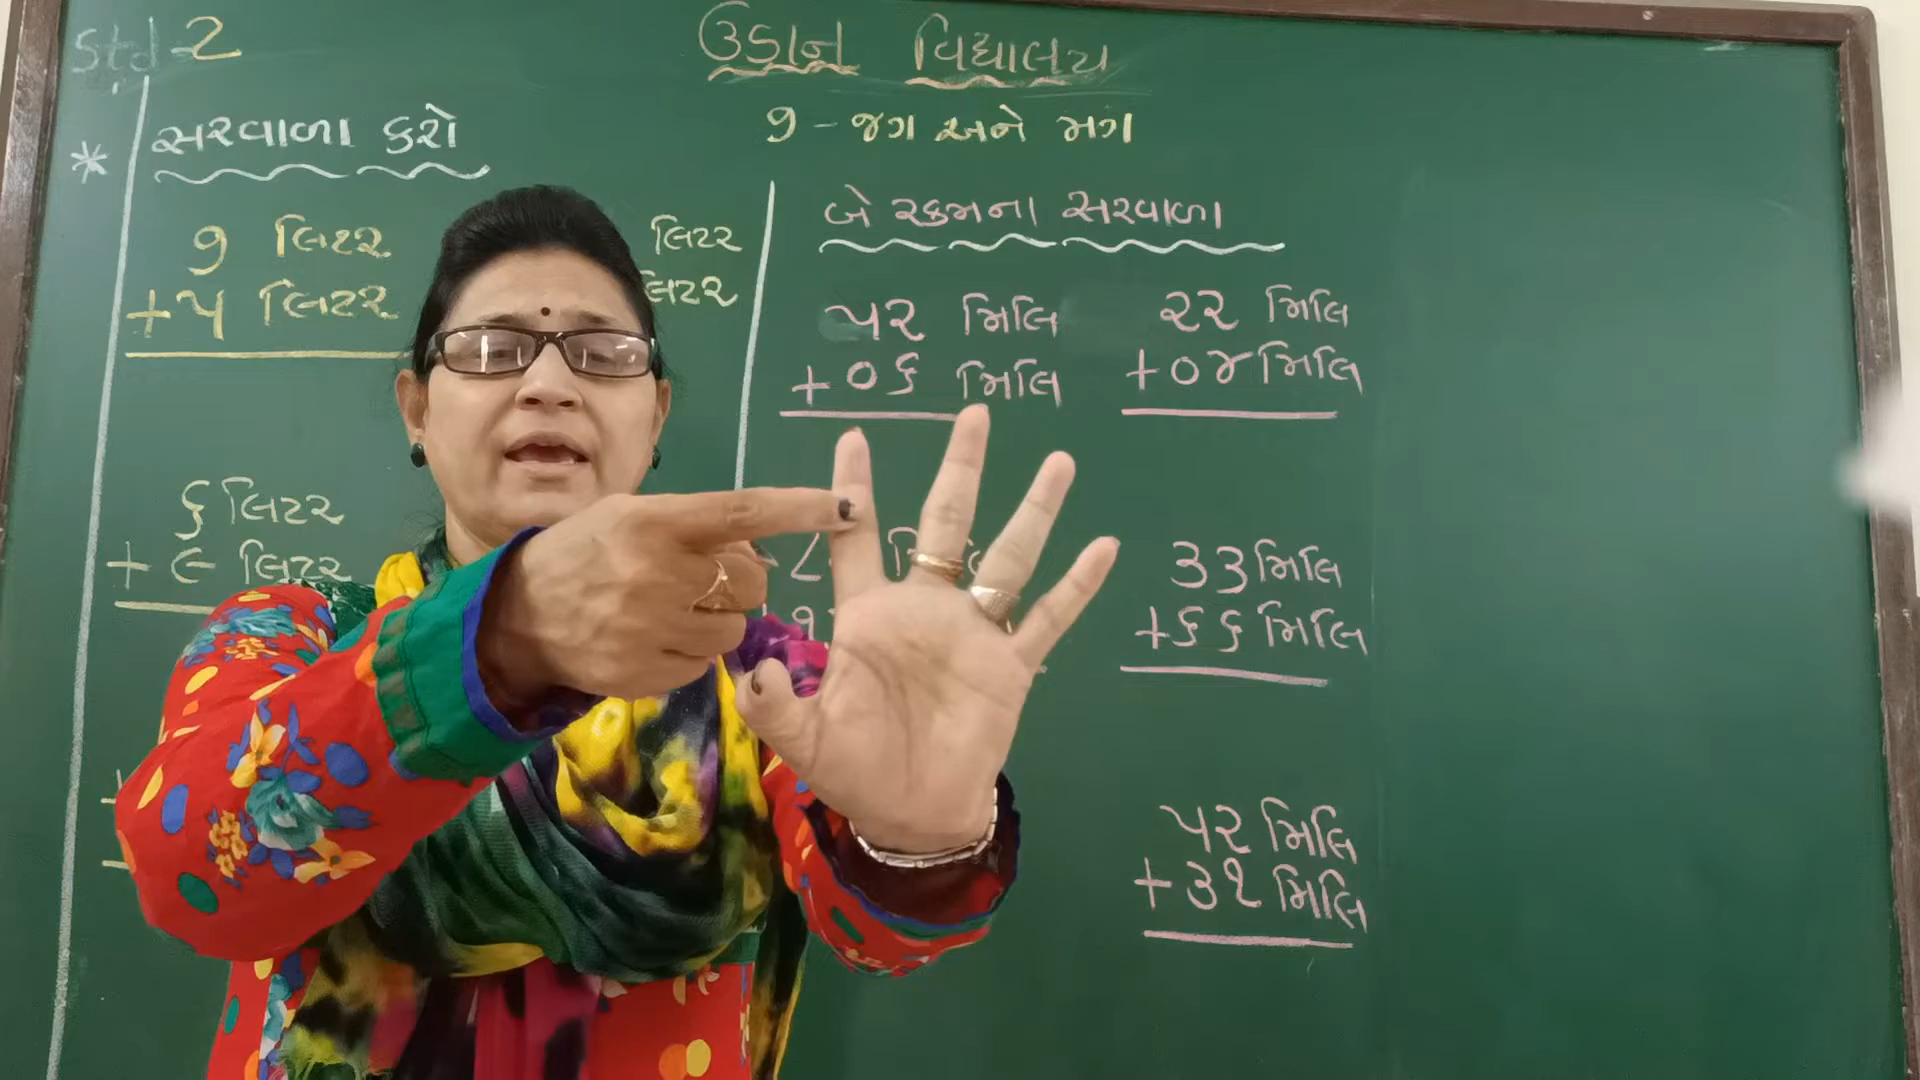 Std 2
ઉડાન વિદ્યાલય
૭ - જગ અને મગ
* સરવાળા કરો
૭ લિટર
+ ૫ લિટર
લિટર
લિટર
૬ લિટર
+ ૯ લિટર
બે રકમના સરવાળા
૫૨ મિલિ
+ ૦૬ મિલિ
૨૨ મિલિ
+ ૦૪ મિલિ
૩૩ મિલિ
+ ૬૬ મિલિ
૫૨ મિલિ
+ ૩૧ મિલિ